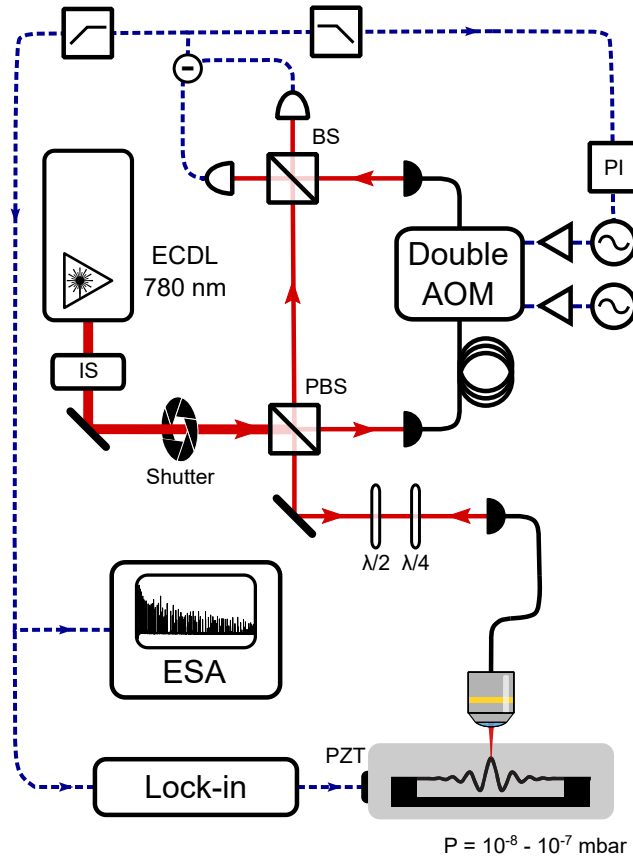 BS
PI
ECDL
780 nm
Double
AOM
IS
PBS
Shutter
λ/2
λ/4
ESA
PZT
Lock-in
P = 10⁻⁸ - 10⁻⁷ mbar